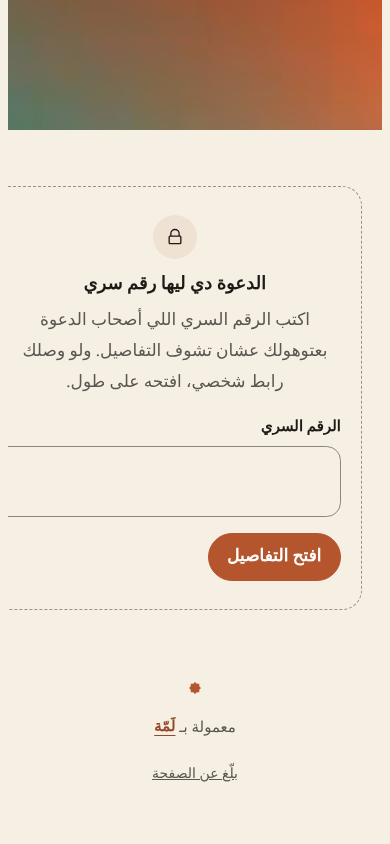 الدعوة دي ليها رقم سري
اكتب الرقم السري اللي أصحاب الدعوة
بعتوهولك عشان تشوف التفاصيل. ولو وصلك
رابط شخصي، افتحه على طول.
الرقم السري
افتح التفاصيل
معمولة بـ لَمّة
بلّغ عن الصفحة